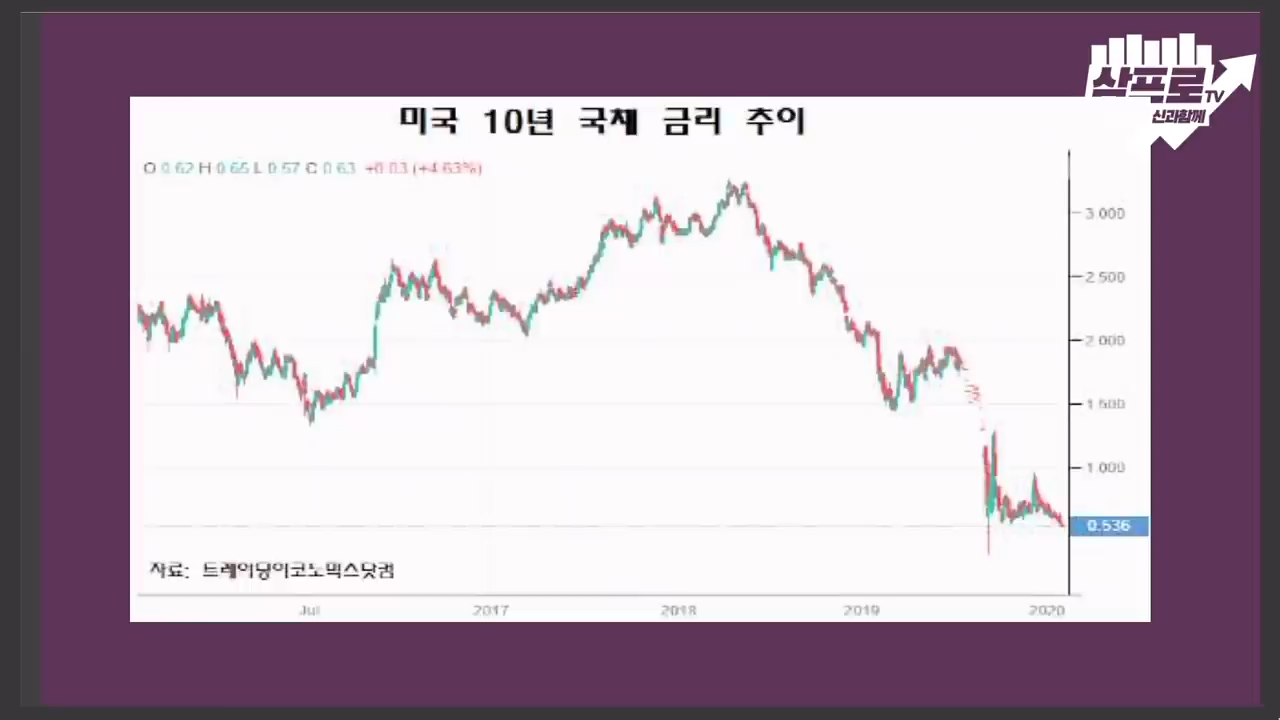 삼프로TV
신과함께
미국 10년 국채 금리 추이
O 0.62 H 0.65 L 0.57 C 0.63 +0.03 (+4.63%)
3.000
2.500
2.000
1.500
1.000
0.536
자료: 트레이딩이코노믹스닷컴
Jul 2017 2018 2019 2020